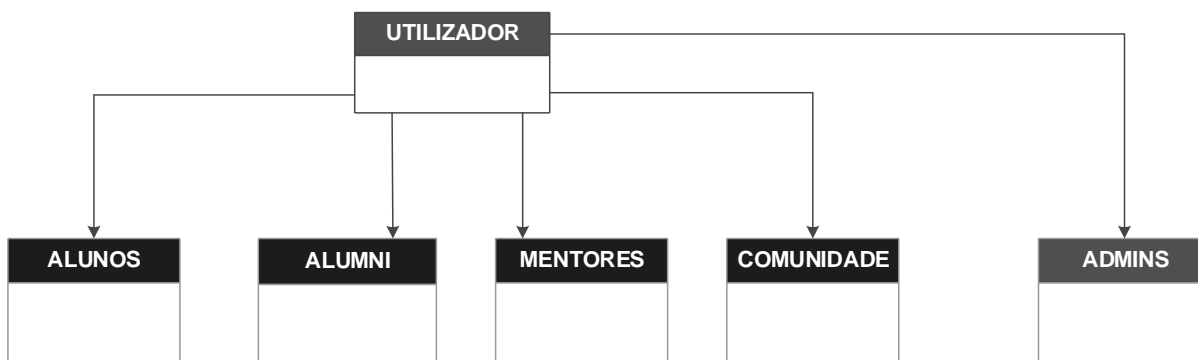 UTILIZADOR
ALUNOS
ALUMNI
MENTORES
COMUNIDADE
ADMINS